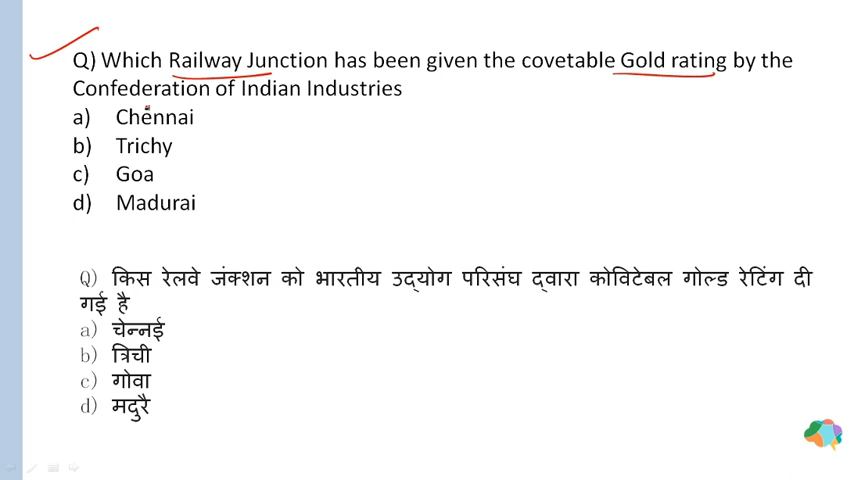 Q) Which Railway Junction has been given the covetable Gold rating by the
Confederation of Indian Industries
a) Chennai
b) Trichy
c) Goa
d) Madurai
Q) किस रेलवे जंक्शन को भारतीय उद्योग परिसंघ द्वारा कोविटेबल गोल्ड रेटिंग दी
गई है
a) चेन्नई
b) त्रिची
c) गोवा
d) मदुरै